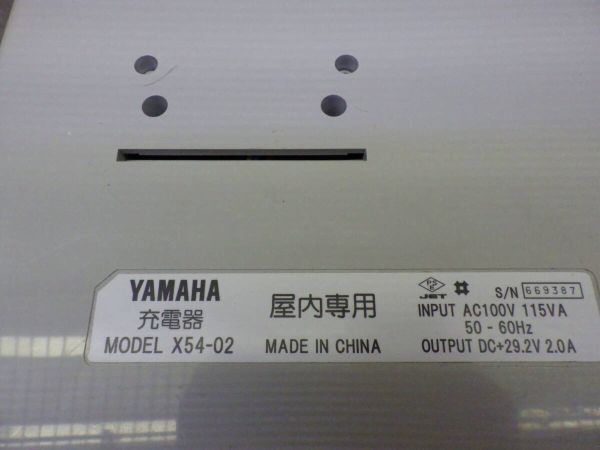 YAMAHA
充電器
MODEL X54-02
屋内専用
MADE IN CHINA
PS
E
JET
S/N 669387
INPUT AC100V 115VA
50 - 60Hz
OUTPUT DC+29.2V 2.0A